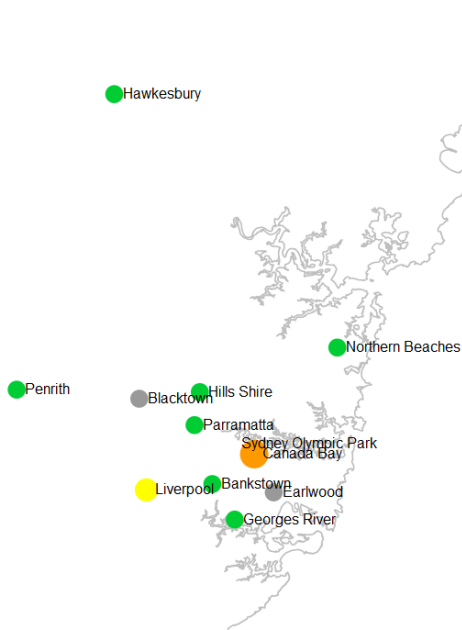 Hawkesbury
Northern Beaches
Penrith
Hills Shire
Blacktown
Parramatta
Sydney Olympic Park
Canada Bay
Bankstown
Liverpool
Earlwood
Georges River